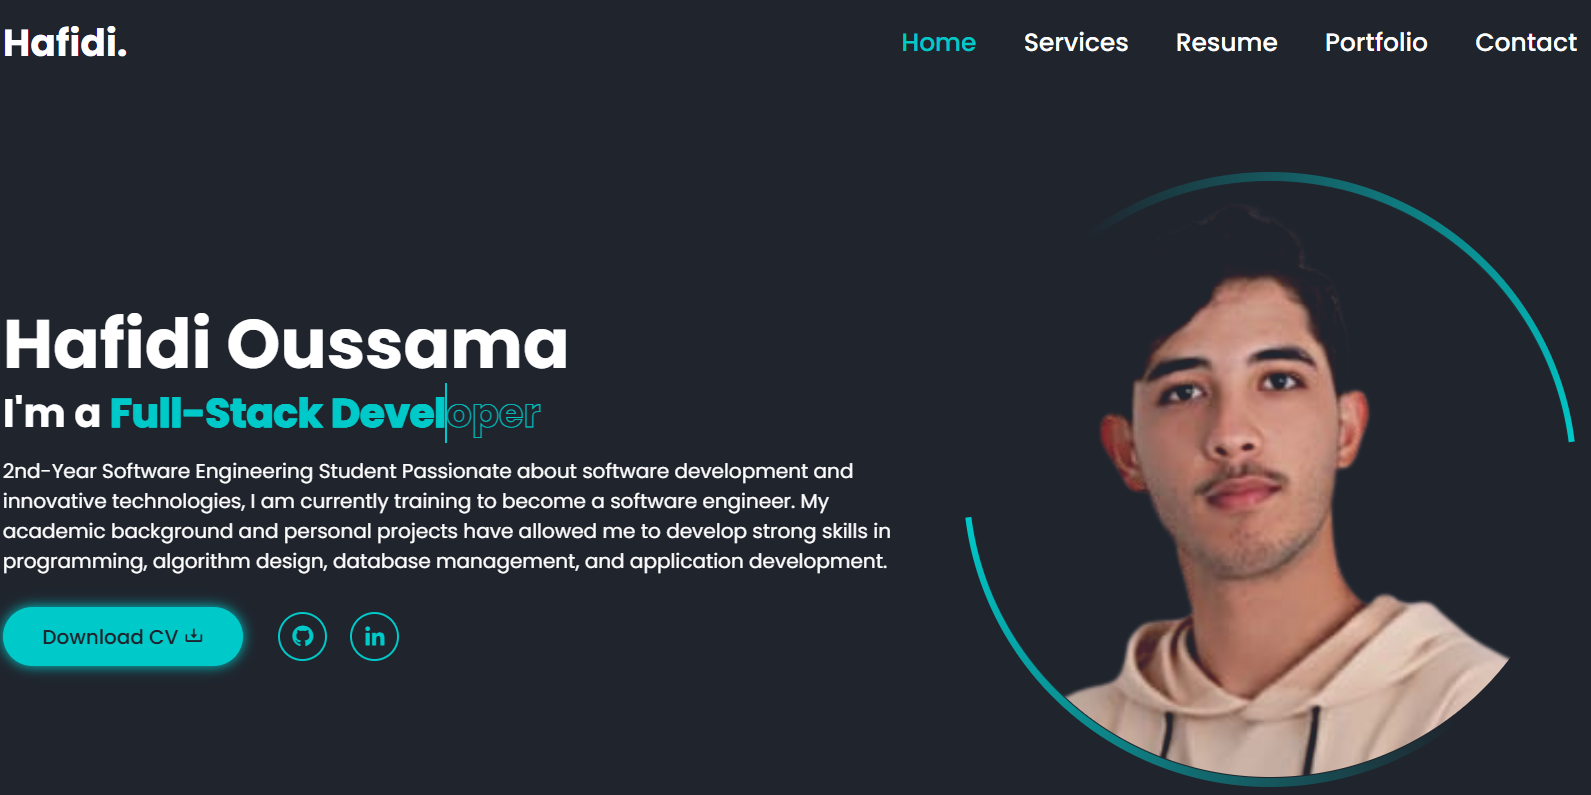 Hafidi.
Home Services Resume Portfolio Contact
Hafidi Oussama
I'm a Full-Stack Developer
2nd-Year Software Engineering Student Passionate about software development and
innovative technologies, I am currently training to become a software engineer. My
academic background and personal projects have allowed me to develop strong skills in
programming, algorithm design, database management, and application development.
Download CV
in